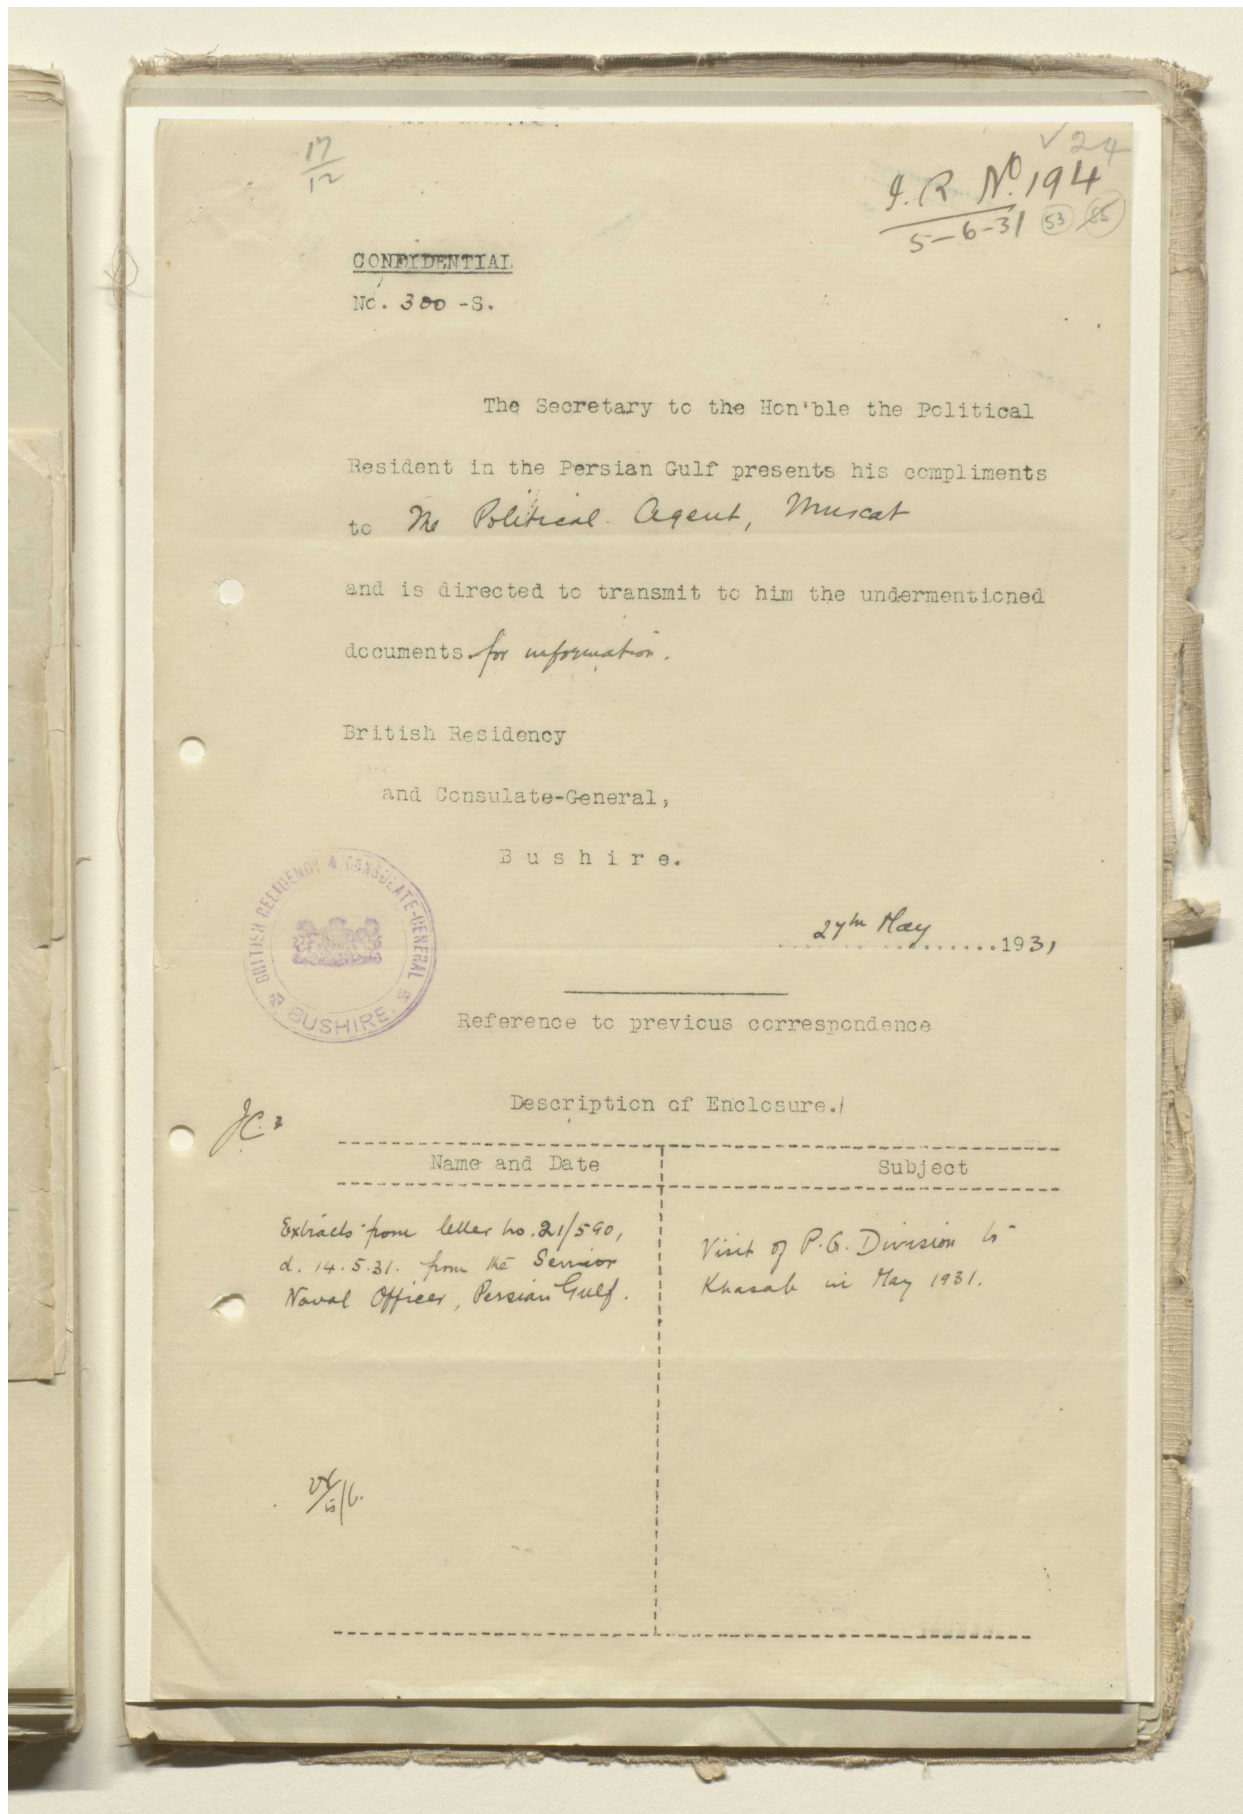 17
12
✓ 24
I.R. No. 194
5-6-31 53 85
CONFIDENTIAL
No. 300 -S.
The Secretary to the Hon'ble the Political
Resident in the Persian Gulf presents his compliments
to The Political Agent, Muscat
and is directed to transmit to him the undermentioned
documents for information.
British Residency
and Consulate-General,
Bushire.
BRITISH RESIDENCY & CONSULATE-GENERAL
BUSHIRE.
27th May 1931
Reference to previous correspondence
Description of Enclosure.
Name and Date
Subject
Extracts from letter no. 21/590,
d. 14.5.31. from the Senior
Naval Officer, Persian Gulf.
Visit of P.G. Division to
Khasab in May 1931.